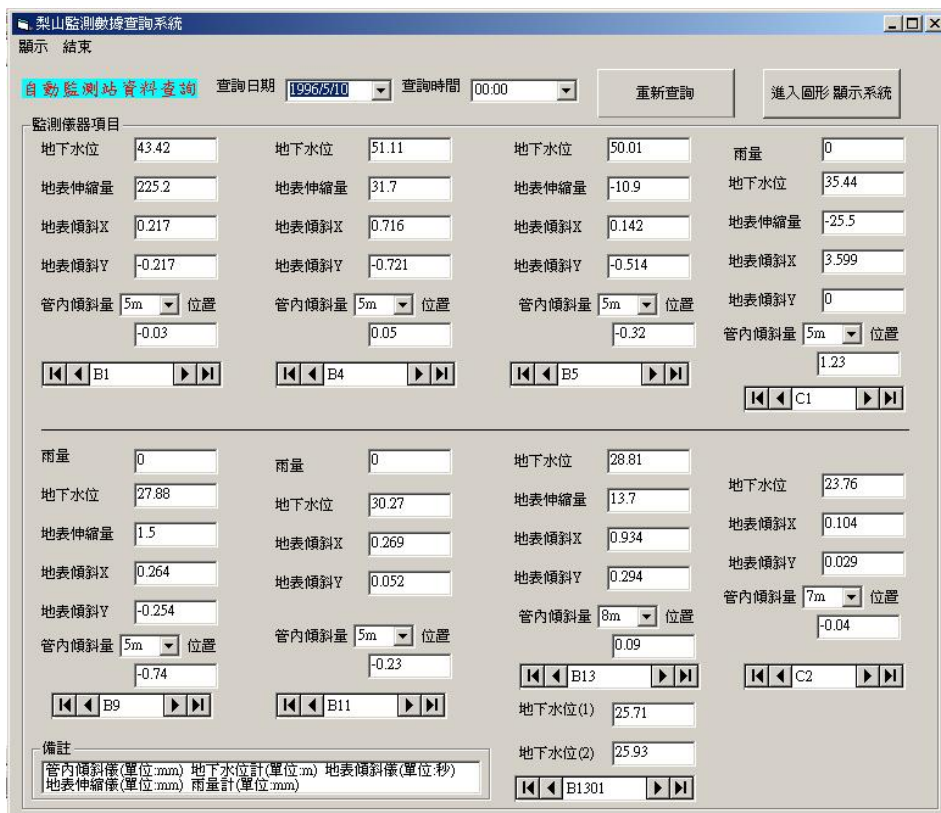 梨山監測數據查詢系統
顯示 結束
自動監測站資料查詢 查詢日期 1996/5/10 查詢時間 00:00 重新查詢 進入圖形 顯示系統
監測儀器項目
地下水位 43.42
地表伸縮量 225.2
地表傾斜X 0.217
地表傾斜Y -0.217
管內傾斜量 5m 位置
-0.03
B1
地下水位 51.11
地表伸縮量 31.7
地表傾斜X 0.716
地表傾斜Y -0.721
管內傾斜量 5m 位置
0.05
B4
地下水位 50.01
地表伸縮量 -10.9
地表傾斜X 0.142
地表傾斜Y -0.514
管內傾斜量 5m 位置
-0.32
B5
雨量 0
地下水位 35.44
地表伸縮量 -25.5
地表傾斜X 3.599
地表傾斜Y 0
管內傾斜量 5m 位置
1.23
C1
雨量 0
地下水位 27.88
地表伸縮量 1.5
地表傾斜X 0.264
地表傾斜Y -0.254
管內傾斜量 5m 位置
-0.74
B9
雨量 0
地下水位 30.27
地表傾斜X 0.269
地表傾斜Y 0.052
管內傾斜量 5m 位置
-0.23
B11
地下水位 28.81
地表伸縮量 13.7
地表傾斜X 0.934
地表傾斜Y 0.294
管內傾斜量 8m 位置
0.09
B13
地下水位(1) 25.71
地下水位(2) 25.93
B1301
地下水位 23.76
地表傾斜X 0.104
地表傾斜Y 0.029
管內傾斜量 7m 位置
-0.04
C2
備註
管內傾斜儀(單位:mm) 地下水位計(單位:m) 地表傾斜儀(單位:秒)
地表伸縮儀(單位:mm) 雨量計(單位:mm)